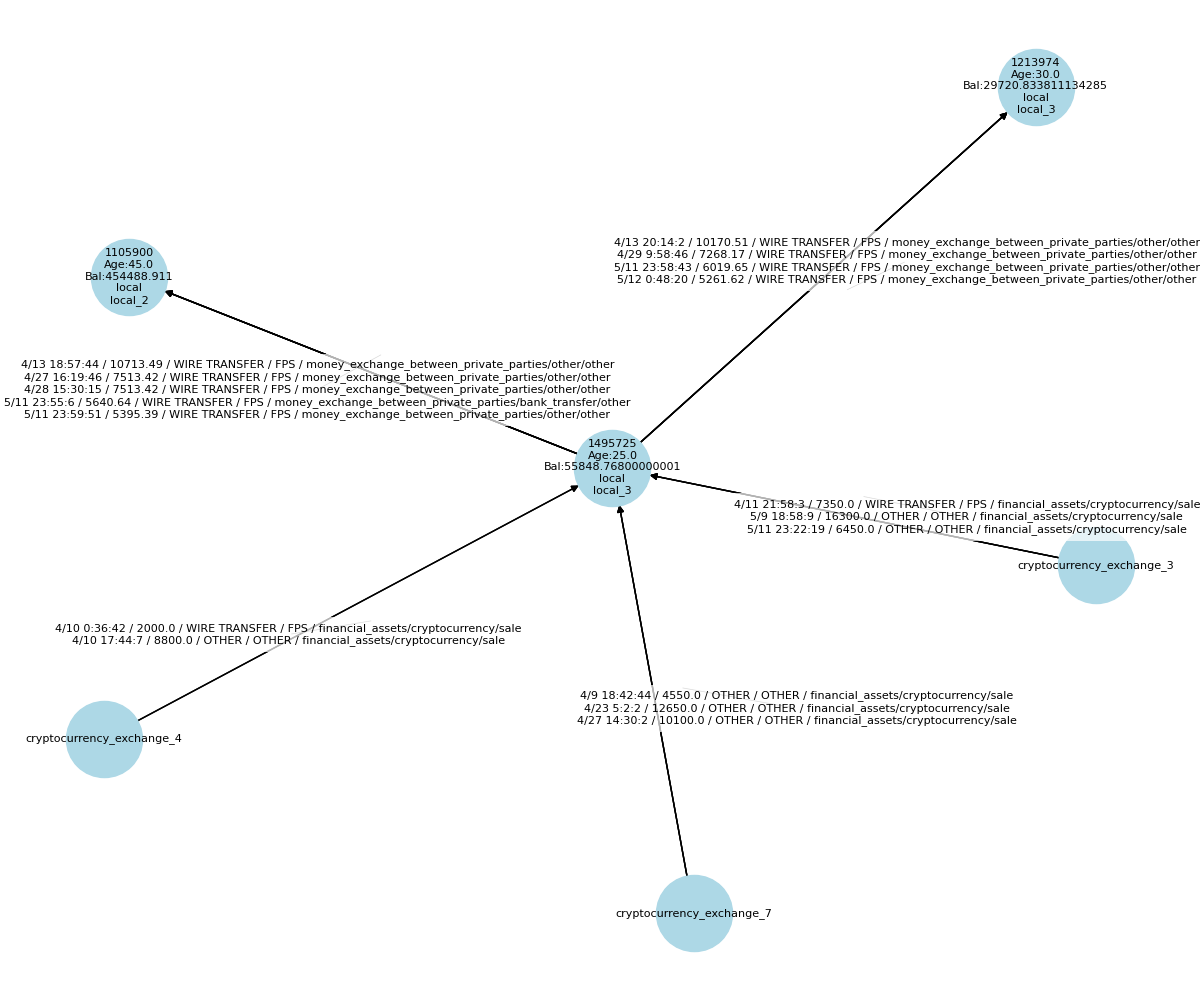 1213974
Age:30.0
Bal:29720.833811134285
local
local_3
4/13 20:14:2 / 10170.51 / WIRE TRANSFER / FPS / money_exchange_between_private_parties/other/other
4/29 9:58:46 / 7268.17 / WIRE TRANSFER / FPS / money_exchange_between_private_parties/other/other
5/11 23:58:43 / 6019.65 / WIRE TRANSFER / FPS / money_exchange_between_private_parties/other/other
5/12 0:48:20 / 5261.62 / WIRE TRANSFER / FPS / money_exchange_between_private_parties/other/other
1105900
Age:45.0
Bal:454488.911
local
local_2
4/13 18:57:44 / 10713.49 / WIRE TRANSFER / FPS / money_exchange_between_private_parties/other/other
4/27 16:19:46 / 7513.42 / WIRE TRANSFER / FPS / money_exchange_between_private_parties/other/other
4/28 15:30:15 / 7513.42 / WIRE TRANSFER / FPS / money_exchange_between_private_parties/other/other
5/11 23:55:6 / 5640.64 / WIRE TRANSFER / FPS / money_exchange_between_private_parties/bank_transfer/other
5/11 23:59:51 / 5395.39 / WIRE TRANSFER / FPS / money_exchange_between_private_parties/other/other
1495725
Age:25.0
Bal:55848.76800000001
local
local_3
4/11 21:58:3 / 7350.0 / WIRE TRANSFER / FPS / financial_assets/cryptocurrency/sale
5/9 18:58:9 / 16300.0 / OTHER / OTHER / financial_assets/cryptocurrency/sale
5/11 23:22:19 / 6450.0 / OTHER / OTHER / financial_assets/cryptocurrency/sale
cryptocurrency_exchange_3
4/10 0:36:42 / 2000.0 / WIRE TRANSFER / FPS / financial_assets/cryptocurrency/sale
4/10 17:44:7 / 8800.0 / OTHER / OTHER / financial_assets/cryptocurrency/sale
4/9 18:42:44 / 4550.0 / OTHER / OTHER / financial_assets/cryptocurrency/sale
4/23 5:2:2 / 12650.0 / OTHER / OTHER / financial_assets/cryptocurrency/sale
4/27 14:30:2 / 10100.0 / OTHER / OTHER / financial_assets/cryptocurrency/sale
cryptocurrency_exchange_4
cryptocurrency_exchange_7